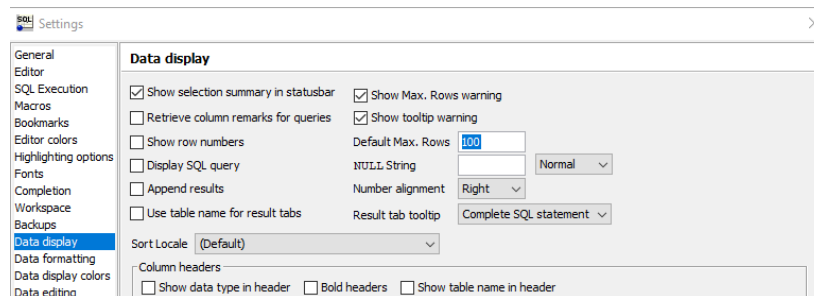 SQL
Settings
General
Editor
SQL Execution
Macros
Bookmarks
Editor colors
Highlighting options
Fonts
Completion
Workspace
Backups
Data display
Data formatting
Data display colors
Data editing
Data display
Show selection summary in statusbar
Show Max. Rows warning
Retrieve column remarks for queries
Show tooltip warning
Show row numbers
Default Max. Rows 100
Display SQL query
NULL String Normal
Append results
Number alignment Right
Use table name for result tabs
Result tab tooltip Complete SQL statement
Sort Locale (Default)
Column headers
Show data type in header Bold headers Show table name in header